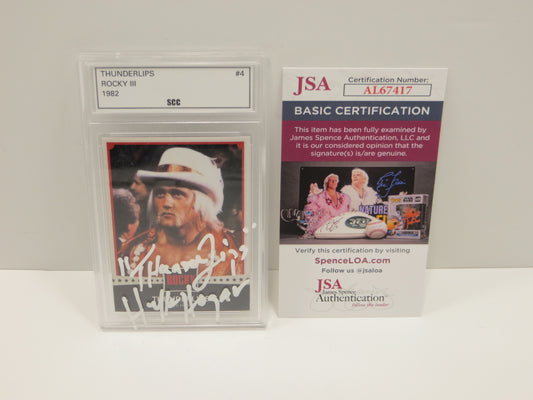 THUNDERLIPS #4
ROCKY III
1982
SCC
ROCKY
Hulk Hogan
JSA
Certification Number:
AL67417
BASIC CERTIFICATION
This item has been fully examined by
James Spence Authentication, LLC and
it is our considered opinion that the
signature(s) is/are genuine.
Verify this certification by visiting
SpenceLOA.com
Follow us @jsaloa
JSA
James Spence
Authentication